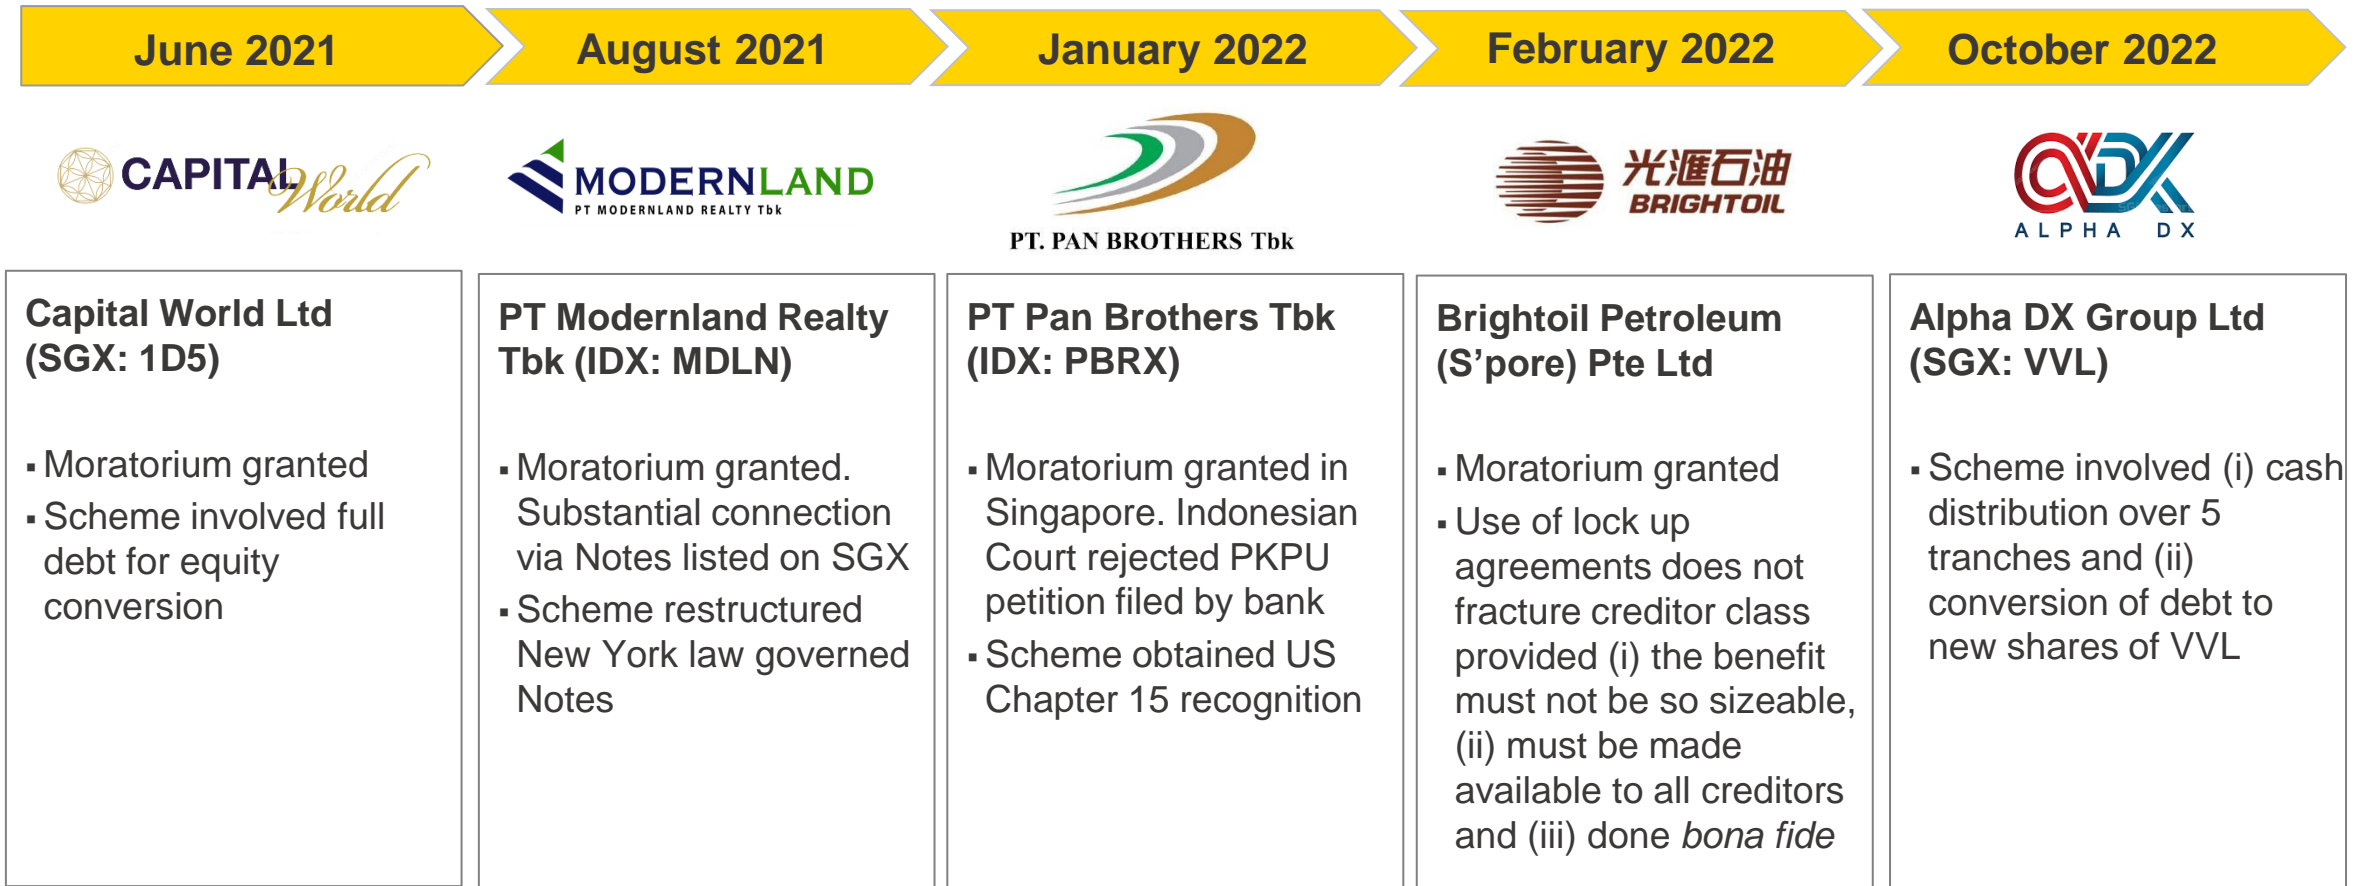 June 2021
August 2021
January 2022
February 2022
October 2022
CAPITAL
World
MODERNLAND
PT MODERNLAND REALTY Tbk
PT. PAN BROTHERS Tbk
光滙石油
BRIGHTOIL
ADX
ALPHA DX
Capital World Ltd
(SGX: 1D5)
▪ Moratorium granted
▪ Scheme involved full
debt for equity
conversion
PT Modernland Realty
Tbk (IDX: MDLN)
▪ Moratorium granted.
Substantial connection
via Notes listed on SGX
▪ Scheme restructured
New York law governed
Notes
PT Pan Brothers Tbk
(IDX: PBRX)
▪ Moratorium granted in
Singapore. Indonesian
Court rejected PKPU
petition filed by bank
▪ Scheme obtained US
Chapter 15 recognition
Brightoil Petroleum
(S’pore) Pte Ltd
▪ Moratorium granted
▪ Use of lock up
agreements does not
fracture creditor class
provided (i) the benefit
must not be so sizeable,
(ii) must be made
available to all creditors
and (iii) done bona fide
Alpha DX Group Ltd
(SGX: VVL)
▪ Scheme involved (i) cash
distribution over 5
tranches and (ii)
conversion of debt to
new shares of VVL